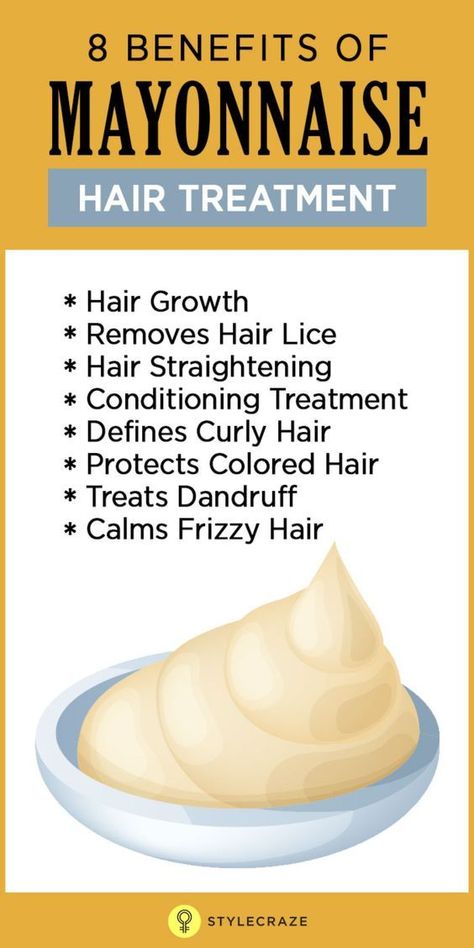 8 BENEFITS OF
MAYONNAISE
HAIR TREATMENT
* Hair Growth
* Removes Hair Lice
* Hair Straightening
* Conditioning Treatment
* Defines Curly Hair
* Protects Colored Hair
* Treats Dandruff
* Calms Frizzy Hair
STYLECRAZE